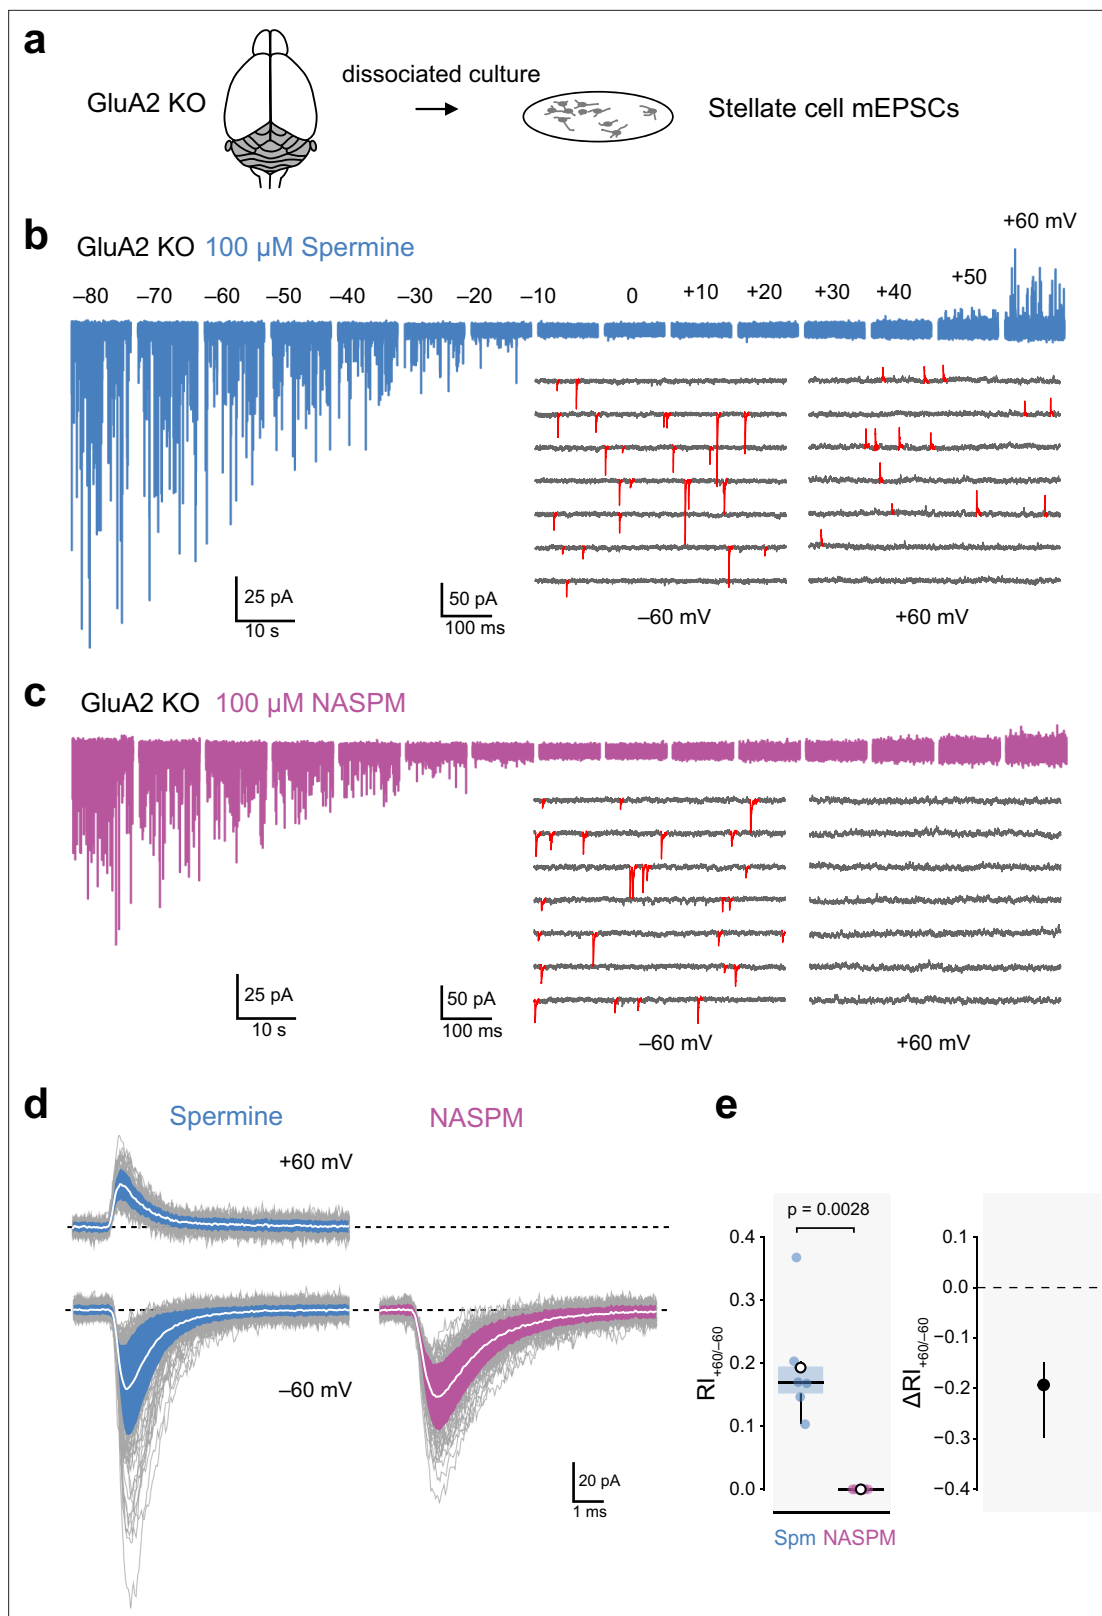 a
GluA2 KO
dissociated culture
Stellate cell mEPSCs
b
GluA2 KO 100 µM Spermine
+60 mV
–80 –70 –60 –50 –40 –30 –20 –10 0 +10 +20 +30 +40 +50
25 pA
10 s
50 pA
100 ms
–60 mV
+60 mV
c
GluA2 KO 100 µM NASPM
25 pA
10 s
50 pA
100 ms
–60 mV
+60 mV
d
Spermine
NASPM
+60 mV
–60 mV
20 pA
1 ms
e
p = 0.0028
RI+60/–60
0.4
0.3
0.2
0.1
0.0
Spm NASPM
ΔRI+60/–60
0.1
0.0
−0.1
−0.2
−0.3
−0.4